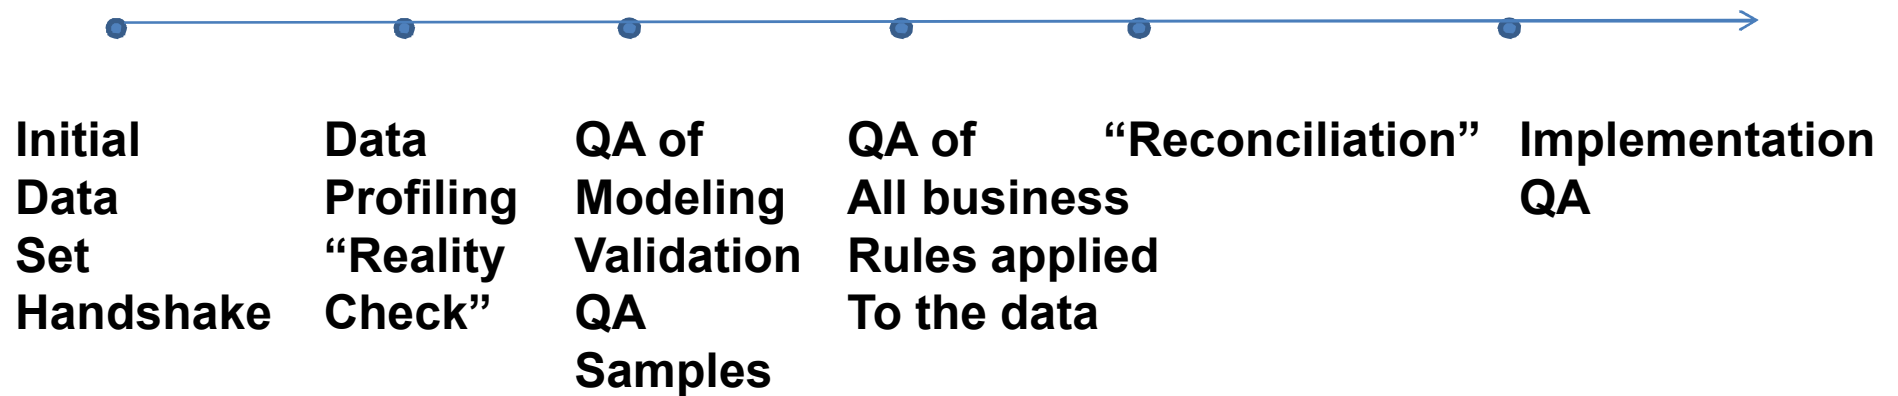 Initial
Data
Set
Handshake
Data
Profiling
“Reality
Check”
QA of
Modeling
Validation
QA
Samples
QA of
All business
Rules applied
To the data
“Reconciliation”
Implementation
QA